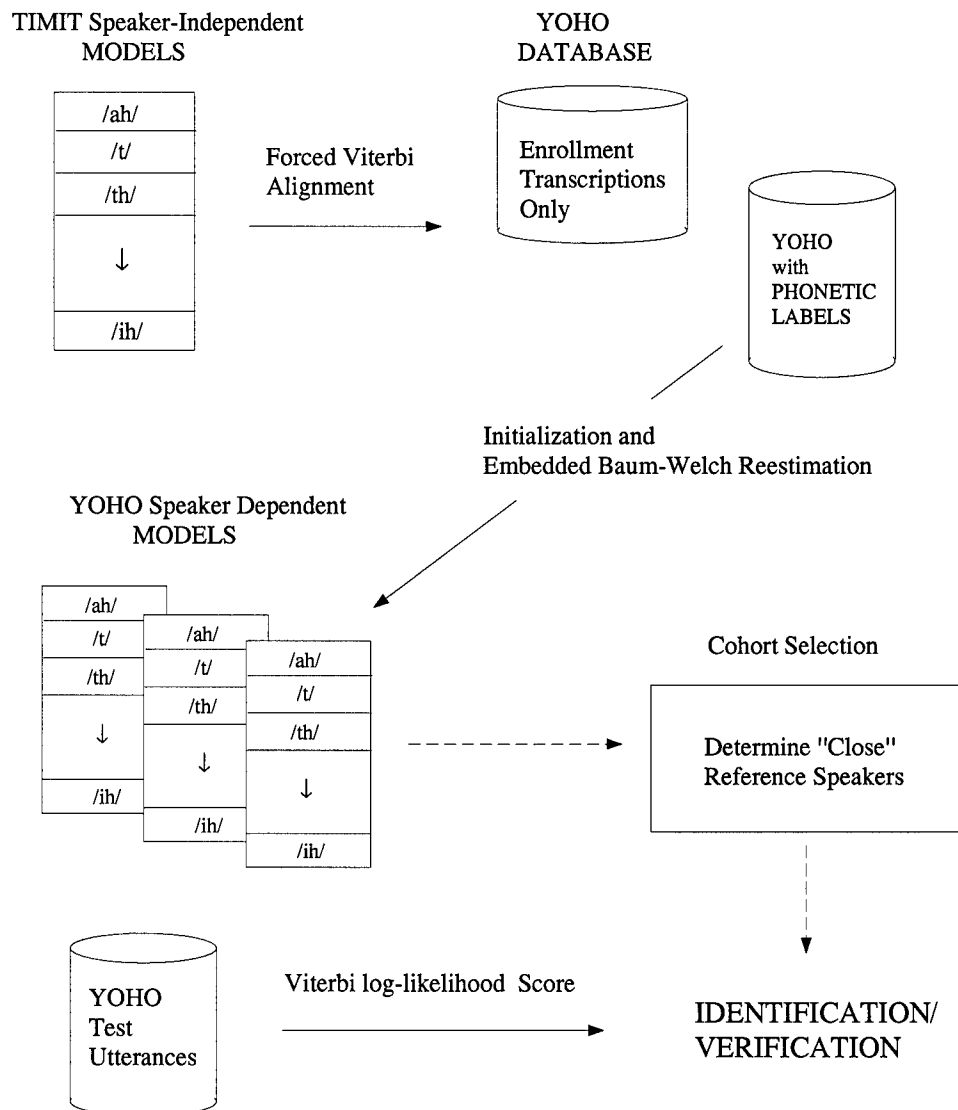 TIMIT Speaker-Independent
MODELS
/ah/
/t/
/th/
↓
/ih/
Forced Viterbi
Alignment
YOHO
DATABASE
Enrollment
Transcriptions
Only
YOHO
with
PHONETIC
LABELS
Initialization and
Embedded Baum-Welch Reestimation
YOHO Speaker Dependent
MODELS
/ah/
/t/
/th/
↓
/ih/
/ah/
/t/
/th/
↓
/ih/
/ah/
/t/
/th/
↓
/ih/
Cohort Selection
Determine "Close"
Reference Speakers
YOHO
Test
Utterances
Viterbi log-likelihood Score
IDENTIFICATION/
VERIFICATION